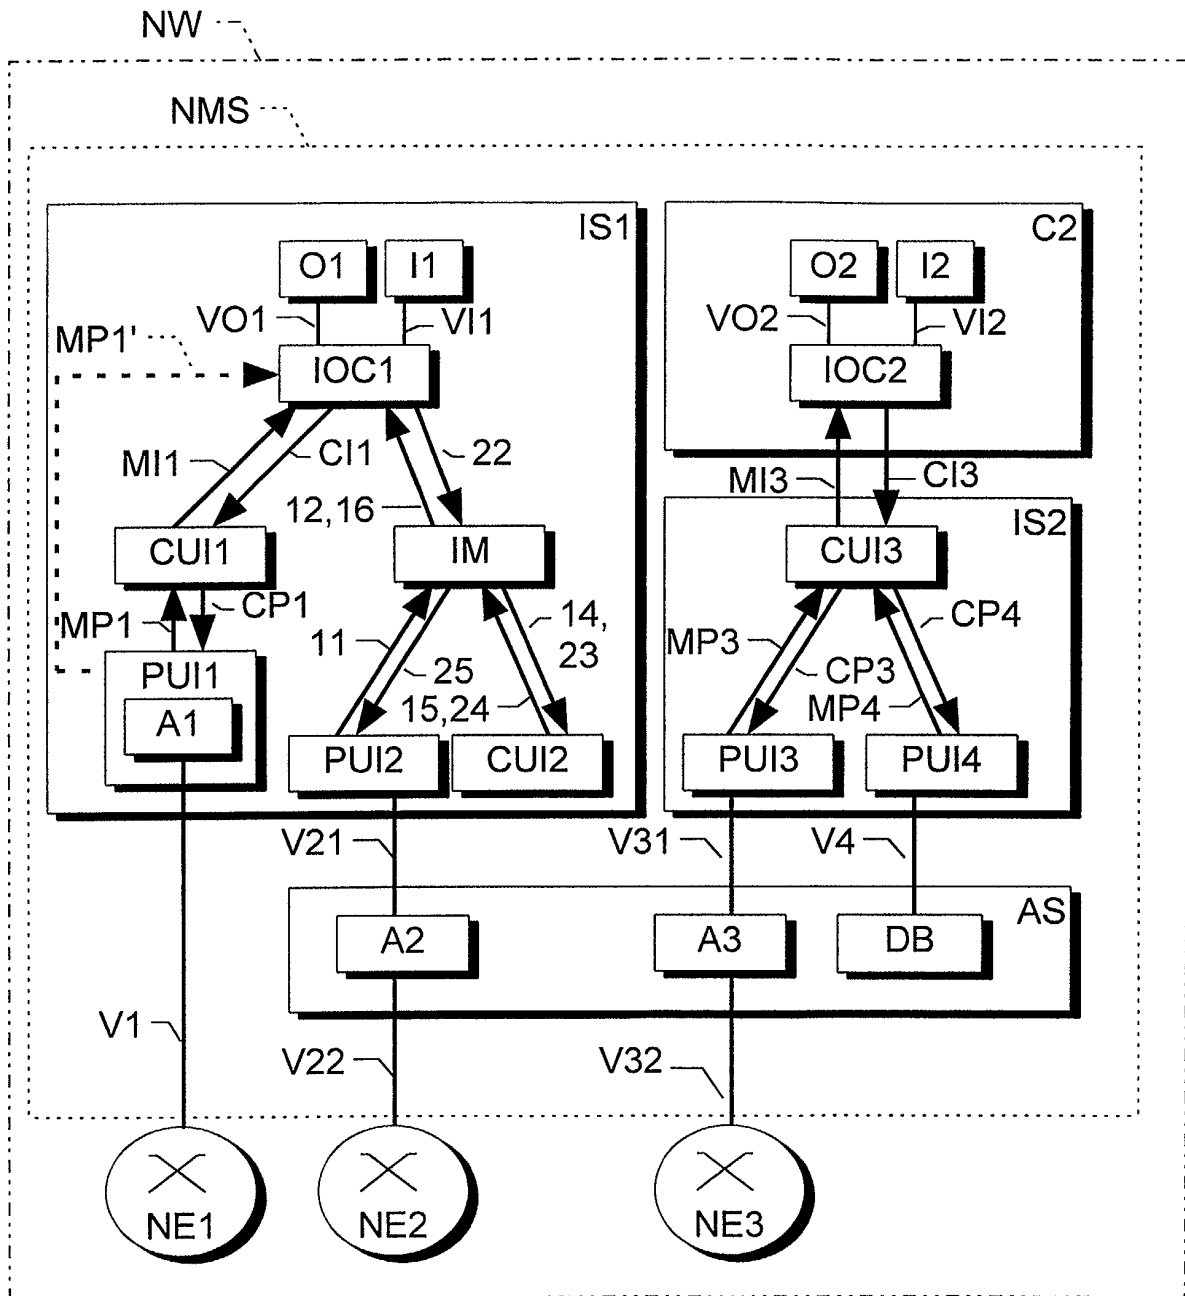 NW
NMS
IS1
C2
O1
I1
O2
I2
VO1
VI1
VO2
VI2
MP1'
IOC1
IOC2
MI1
CI1
22
12,16
MI3
CI3
IS2
CUI1
IM
CUI3
MP1
CP1
11
25
14,
23
15,24
MP3
CP3
CP4
MP4
PUI1
A1
PUI2
CUI2
PUI3
PUI4
V21
V31
V4
AS
A2
A3
DB
V1
V22
V32
NE1
NE2
NE3